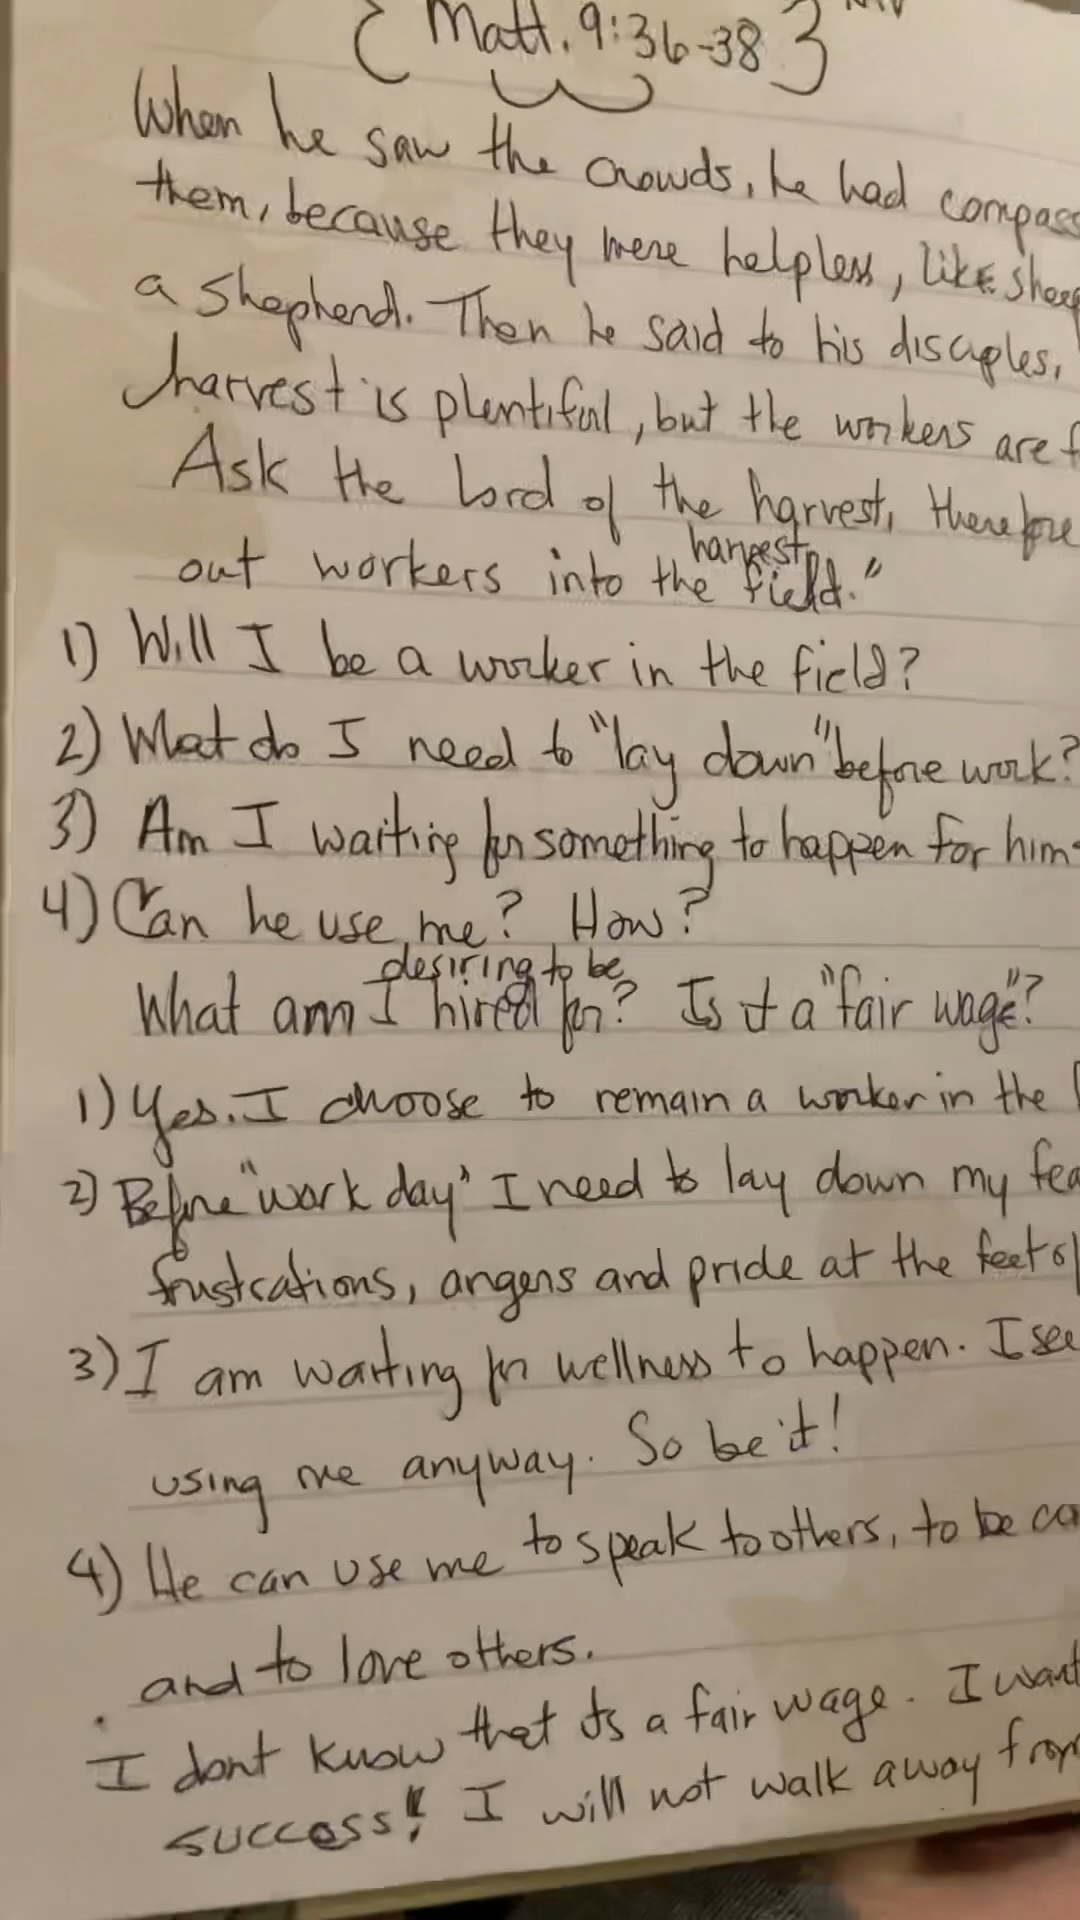 { Matt. 9:36-38 } NIV
When he saw the crowds, he had compass
them, because they were helpless, like sheep
a shepherd. Then he said to his disciples,
harvest is plentiful, but the workers are f
Ask the Lord of the harvest, therefore
harvest
out workers into the field."
1) Will I be a worker in the field?
2) What do I need to "lay down" before work?
3) Am I waiting for something to happen for him
4) Can he use me? How?
desiring to be
What am I hired for? Is it a "fair wage"?
1) Yes. I choose to remain a worker in the
2) Before "work day" I need to lay down my fea
frustrations, angers and pride at the feet of
3) I am waiting for wellness to happen. I see
using me anyway. So be it!
4) He can use me to speak to others, to be ca
and to love others.
I dont know that its a fair wage. I want
success! I will not walk away from